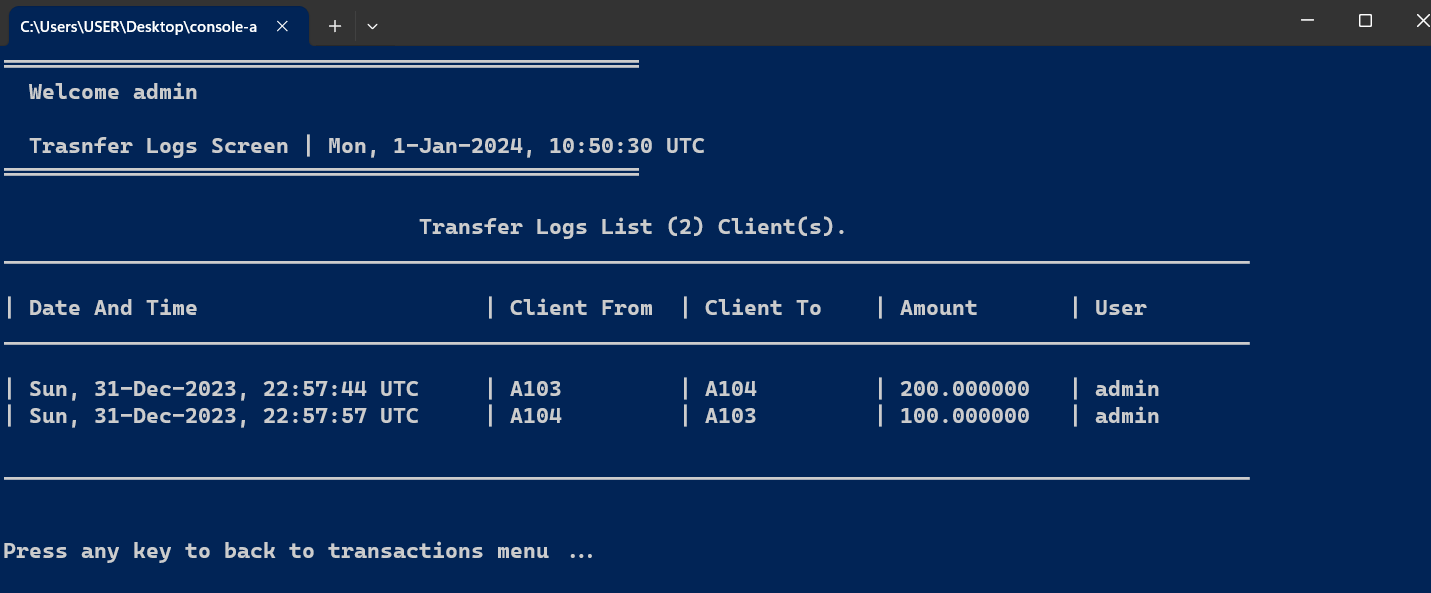 C:\Users\USER\Desktop\console-a
Welcome admin
Trasnfer Logs Screen | Mon, 1-Jan-2024, 10:50:30 UTC
Transfer Logs List (2) Client(s).
| Date And Time | Client From | Client To | Amount | User
| Sun, 31-Dec-2023, 22:57:44 UTC | A103 | A104 | 200.000000 | admin
| Sun, 31-Dec-2023, 22:57:57 UTC | A104 | A103 | 100.000000 | admin
Press any key to back to transactions menu ...